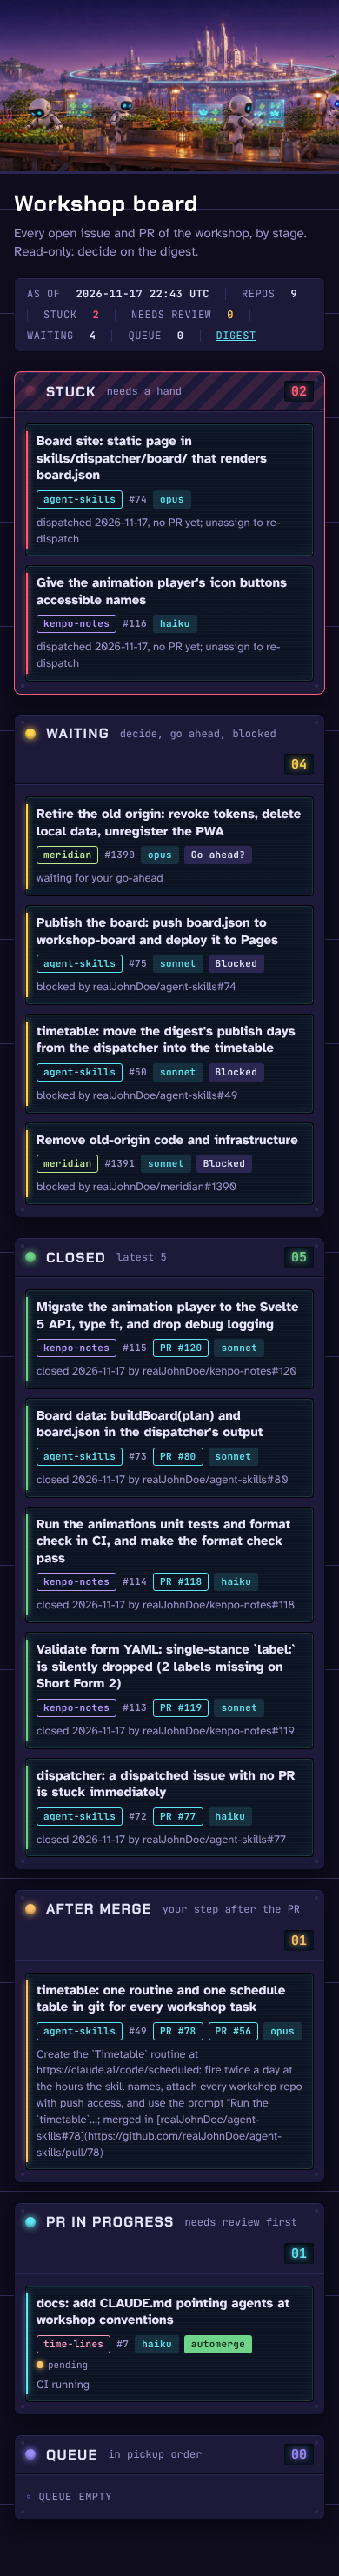 Workshop board
Every open issue and PR of the workshop, by stage.
Read-only: decide on the digest.
AS OF 2026-11-17 22:43 UTC REPOS 9
STUCK 2 NEEDS REVIEW 0
WAITING 4 QUEUE 0 DIGEST
STUCK needs a hand 02
Board site: static page in
skills/dispatcher/board/ that renders
board.json
agent-skills #74 opus
dispatched 2026-11-17, no PR yet; unassign to re-
dispatch
Give the animation player's icon buttons
accessible names
kenpo-notes #116 haiku
dispatched 2026-11-17, no PR yet; unassign to re-
dispatch
WAITING decide, go ahead, blocked
04
Retire the old origin: revoke tokens, delete
local data, unregister the PWA
meridian #1390 opus Go ahead?
waiting for your go-ahead
Publish the board: push board.json to
workshop-board and deploy it to Pages
agent-skills #75 sonnet Blocked
blocked by realJohnDoe/agent-skills#74
timetable: move the digest's publish days
from the dispatcher into the timetable
agent-skills #50 sonnet Blocked
blocked by realJohnDoe/agent-skills#49
Remove old-origin code and infrastructure
meridian #1391 sonnet Blocked
blocked by realJohnDoe/meridian#1390
CLOSED latest 5 05
Migrate the animation player to the Svelte
5 API, type it, and drop debug logging
kenpo-notes #115 PR #120 sonnet
closed 2026-11-17 by realJohnDoe/kenpo-notes#120
Board data: buildBoard(plan) and
board.json in the dispatcher's output
agent-skills #73 PR #80 sonnet
closed 2026-11-17 by realJohnDoe/agent-skills#80
Run the animations unit tests and format
check in CI, and make the format check
pass
kenpo-notes #114 PR #118 haiku
closed 2026-11-17 by realJohnDoe/kenpo-notes#118
Validate form YAML: single-stance `label:`
is silently dropped (2 labels missing on
Short Form 2)
kenpo-notes #113 PR #119 sonnet
closed 2026-11-17 by realJohnDoe/kenpo-notes#119
dispatcher: a dispatched issue with no PR
is stuck immediately
agent-skills #72 PR #77 haiku
closed 2026-11-17 by realJohnDoe/agent-skills#77
AFTER MERGE your step after the PR
01
timetable: one routine and one schedule
table in git for every workshop task
agent-skills #49 PR #78 PR #56 opus
Create the `Timetable` routine at
https://claude.ai/code/scheduled: fire twice a day at
the hours the skill names, attach every workshop repo
with push access, and use the prompt "Run the
`timetable`…; merged in [realJohnDoe/agent-
skills#78](https://github.com/realJohnDoe/agent-
skills/pull/78)
PR IN PROGRESS needs review first
01
docs: add CLAUDE.md pointing agents at
workshop conventions
time-lines #7 haiku automerge
pending
CI running
QUEUE in pickup order 00
QUEUE EMPTY